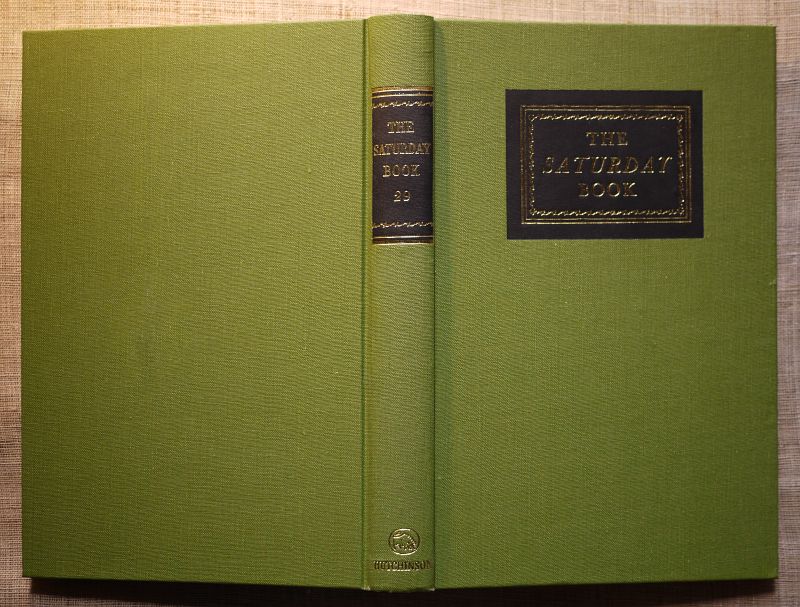 THE
SATURDAY
BOOK
29
HUTCHINSON
THE
SATURDAY
BOOK